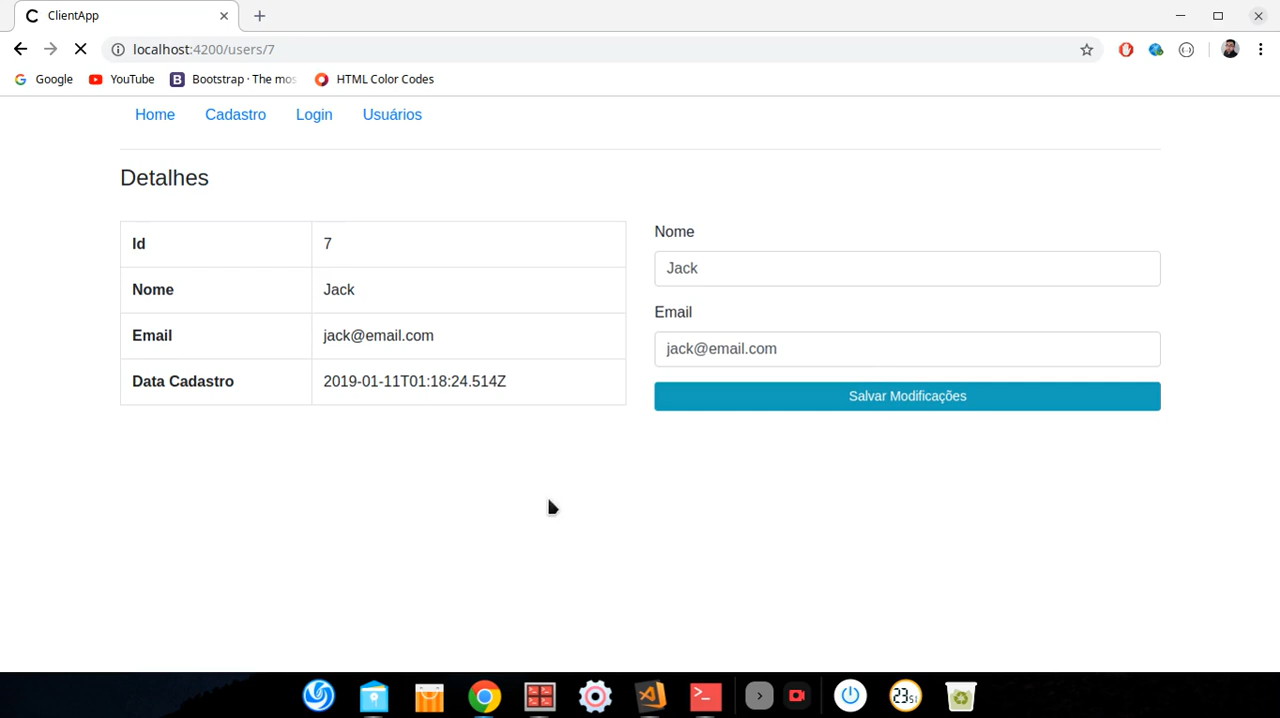 ClientApp
localhost:4200/users/7
Google YouTube Bootstrap · The mos HTML Color Codes
Home Cadastro Login Usuários
Detalhes
Id 7
Nome Jack
Email jack@email.com
Data Cadastro 2019-01-11T01:18:24.514Z
Nome
Jack
Email
jack@email.com
Salvar Modificações